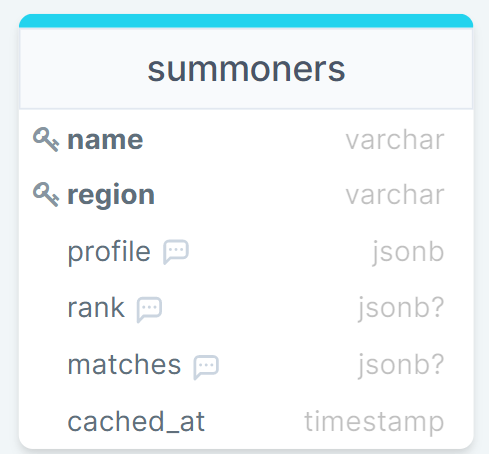 summoners
name varchar
region varchar
profile jsonb
rank jsonb?
matches jsonb?
cached_at timestamp